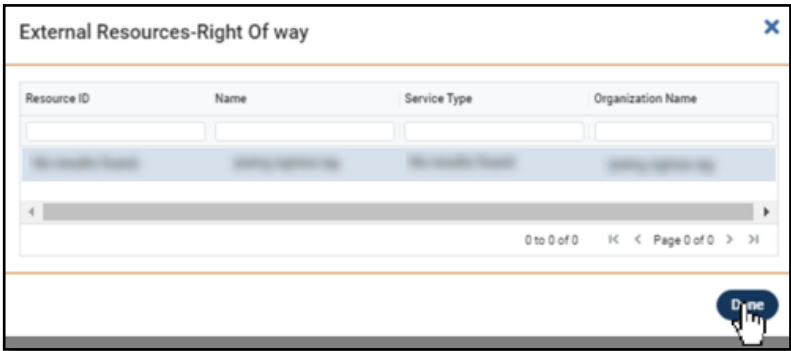 External Resources-Right Of way
Resource ID Name Service Type Organization Name
0 to 0 of 0 Page 0 of 0
Done